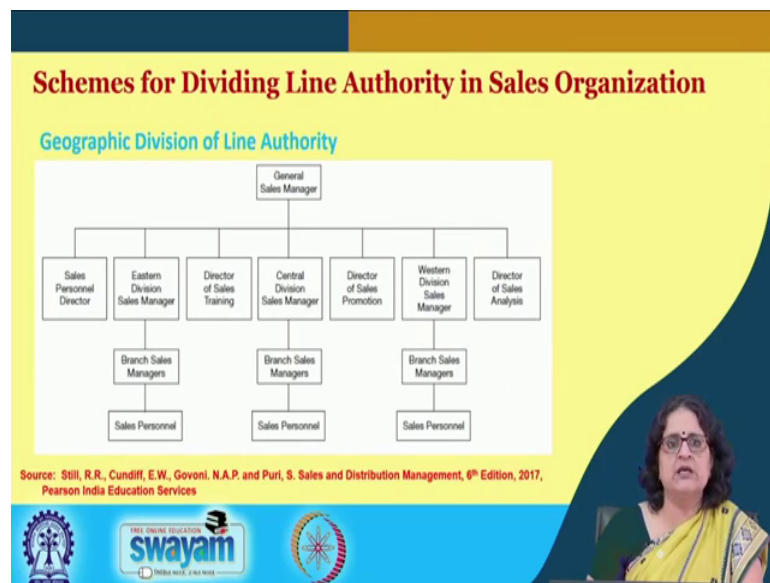 Schemes for Dividing Line Authority in Sales Organization
Geographic Division of Line Authority
General
Sales Manager
Sales
Personnel
Director
Eastern
Division
Sales Manager
Director
of Sales
Training
Central
Division
Sales Manager
Director
of Sales
Promotion
Western
Division
Sales
Manager
Director
of Sales
Analysis
Branch Sales
Managers
Branch Sales
Managers
Branch Sales
Managers
Sales Personnel
Sales Personnel
Sales Personnel
Source: Still, R.R., Cundiff, E.W., Govoni. N.A.P. and Puri, S. Sales and Distribution Management, 6th Edition, 2017,
Pearson India Education Services
FREE ONLINE EDUCATION
swayam